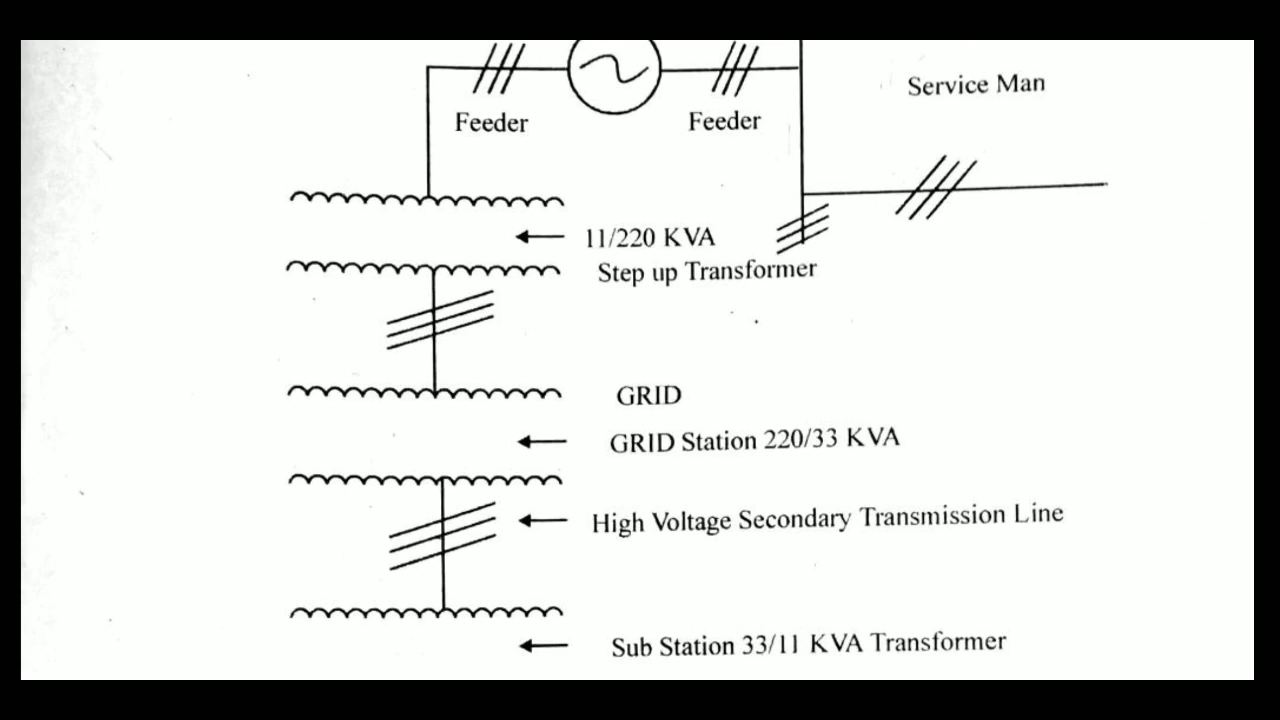 Service Man
Feeder
Feeder
11/220 KVA
Step up Transformer
GRID
GRID Station 220/33 KVA
High Voltage Secondary Transmission Line
Sub Station 33/11 KVA Transformer